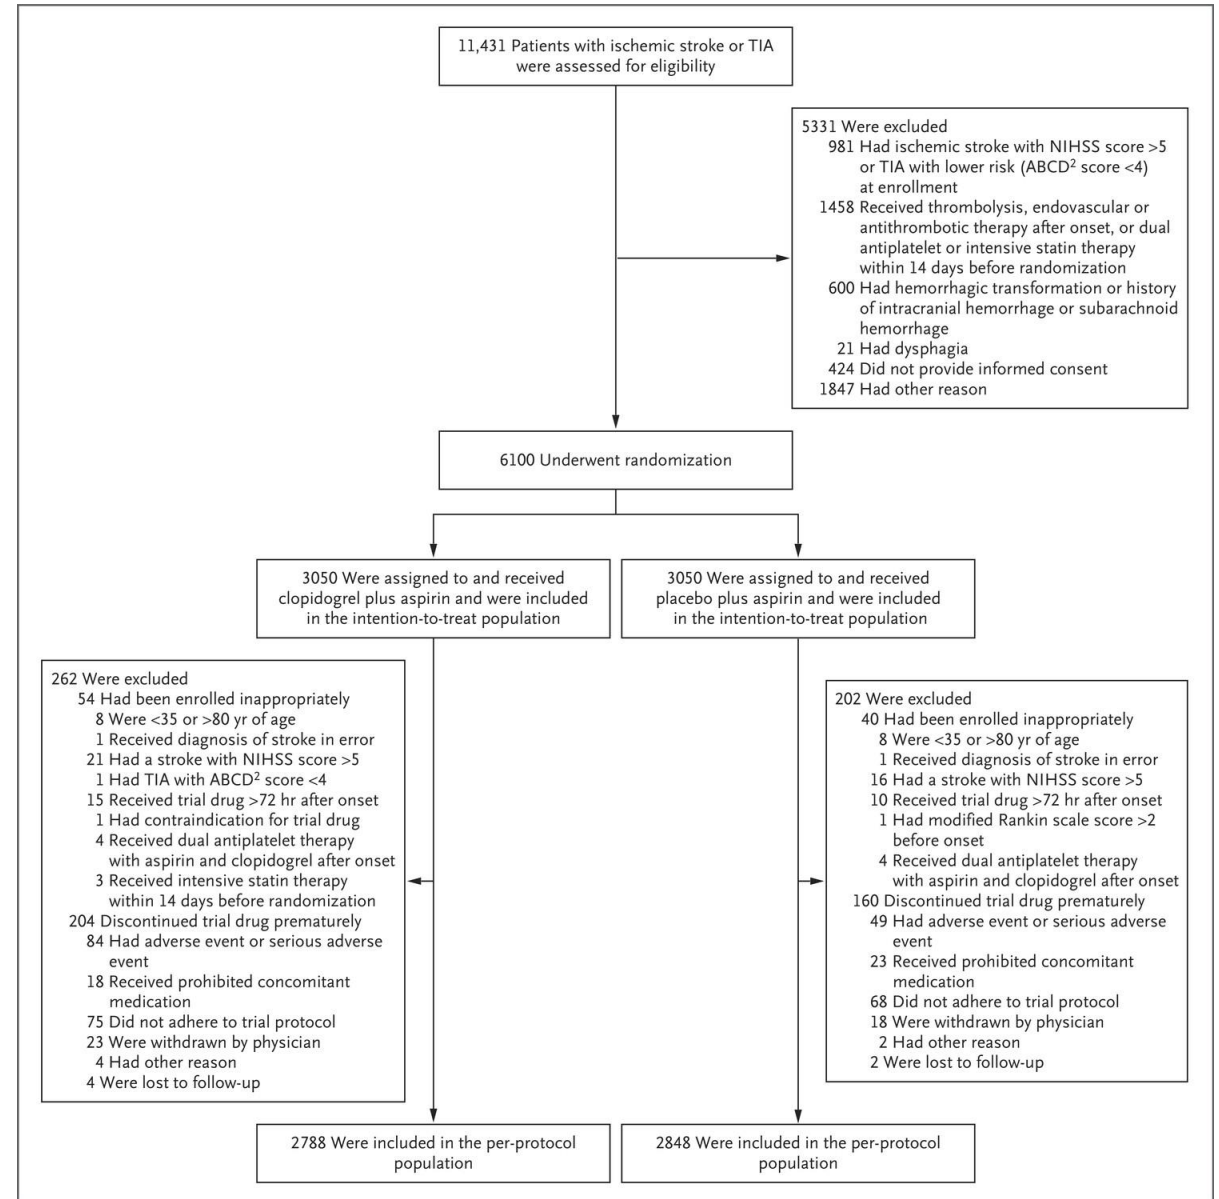 11,431 Patients with ischemic stroke or TIA
were assessed for eligibility
5331 Were excluded
981 Had ischemic stroke with NIHSS score >5
or TIA with lower risk (ABCD² score <4)
at enrollment
1458 Received thrombolysis, endovascular or
antithrombotic therapy after onset, or dual
antiplatelet or intensive statin therapy
within 14 days before randomization
600 Had hemorrhagic transformation or history
of intracranial hemorrhage or subarachnoid
hemorrhage
21 Had dysphagia
424 Did not provide informed consent
1847 Had other reason
6100 Underwent randomization
3050 Were assigned to and received
clopidogrel plus aspirin and were included
in the intention-to-treat population
3050 Were assigned to and received
placebo plus aspirin and were included
in the intention-to-treat population
262 Were excluded
54 Had been enrolled inappropriately
8 Were <35 or >80 yr of age
1 Received diagnosis of stroke in error
21 Had a stroke with NIHSS score >5
1 Had TIA with ABCD² score <4
15 Received trial drug >72 hr after onset
1 Had contraindication for trial drug
4 Received dual antiplatelet therapy
with aspirin and clopidogrel after onset
3 Received intensive statin therapy
within 14 days before randomization
204 Discontinued trial drug prematurely
84 Had adverse event or serious adverse
event
18 Received prohibited concomitant
medication
75 Did not adhere to trial protocol
23 Were withdrawn by physician
4 Had other reason
4 Were lost to follow-up
202 Were excluded
40 Had been enrolled inappropriately
8 Were <35 or >80 yr of age
1 Received diagnosis of stroke in error
16 Had a stroke with NIHSS score >5
10 Received trial drug >72 hr after onset
1 Had modified Rankin scale score >2
before onset
4 Received dual antiplatelet therapy
with aspirin and clopidogrel after onset
160 Discontinued trial drug prematurely
49 Had adverse event or serious adverse
event
23 Received prohibited concomitant
medication
68 Did not adhere to trial protocol
18 Were withdrawn by physician
2 Had other reason
2 Were lost to follow-up
2788 Were included in the per-protocol
population
2848 Were included in the per-protocol
population